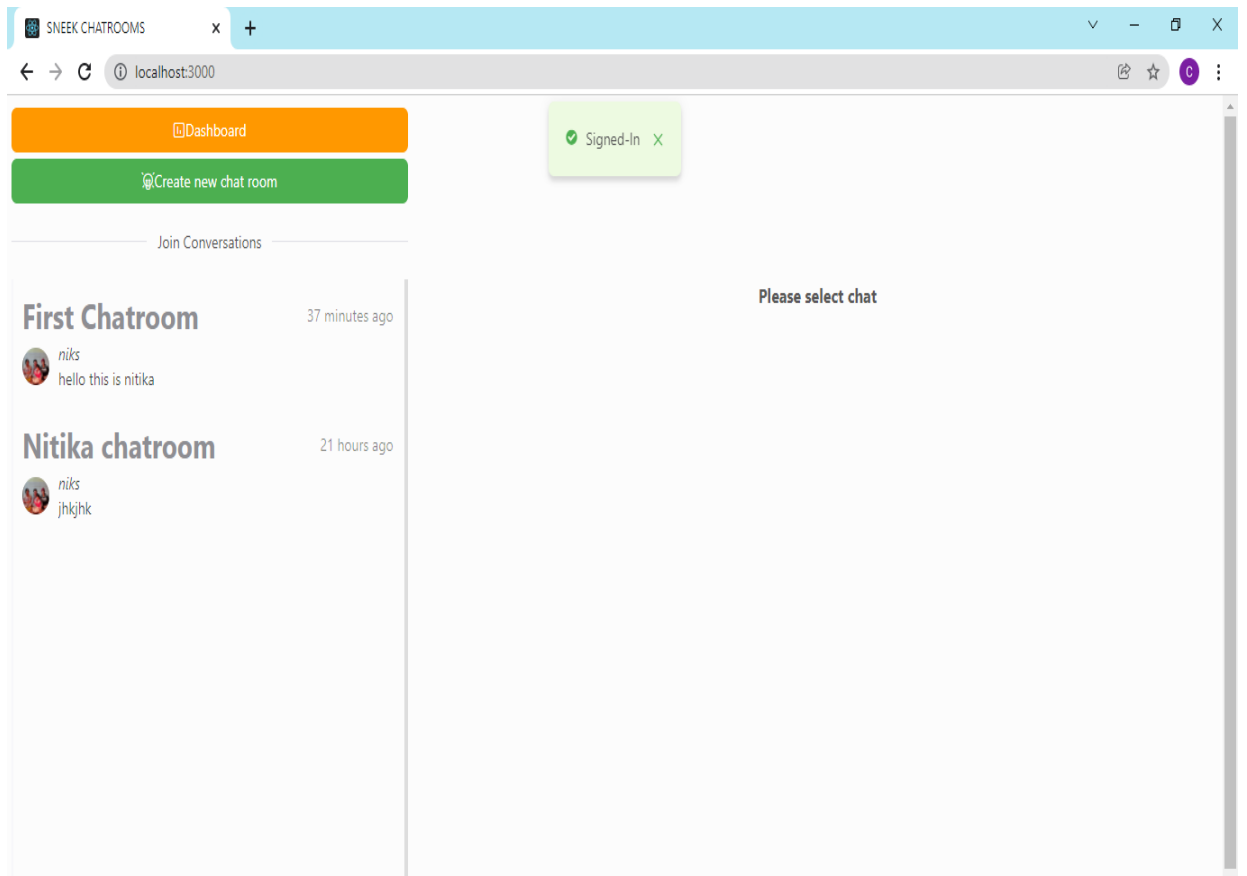 SNEEK CHATROOMS
localhost:3000
C
Dashboard
Create new chat room
Signed-In
Join Conversations
Please select chat
First Chatroom
37 minutes ago
niks
hello this is nitika
Nitika chatroom
21 hours ago
niks
jhkjhk